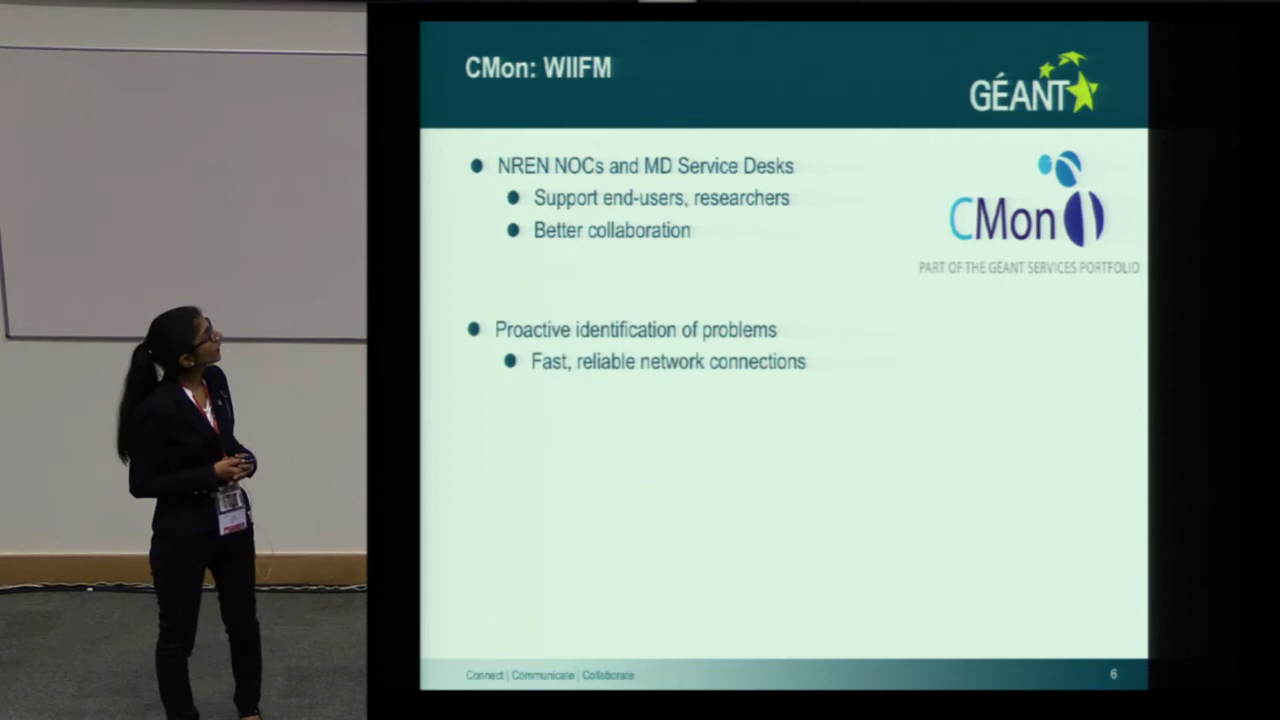 CMon: WIIFM
GÉANT
NREN NOCs and MD Service Desks
Support end-users, researchers
Better collaboration
CMon
PART OF THE GÉANT SERVICES PORTFOLIO
Proactive identification of problems
Fast, reliable network connections
Connect | Communicate | Collaborate
6